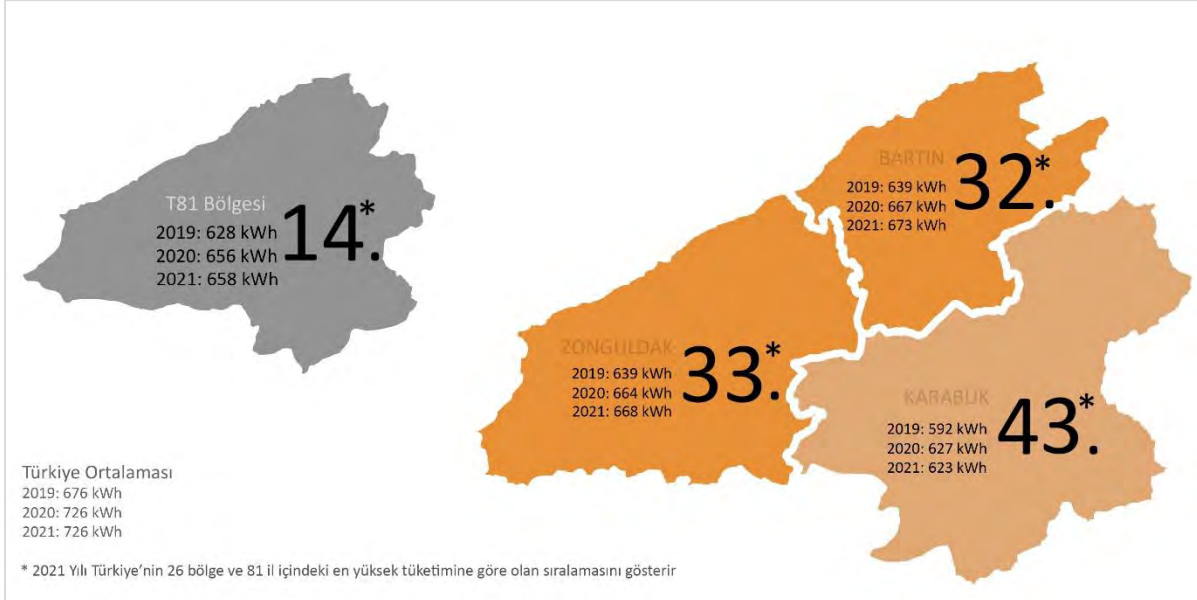 T81 Bölgesi
2019: 628 kWh
2020: 656 kWh
2021: 658 kWh
14.*
BARTIN
2019: 639 kWh
2020: 667 kWh
2021: 673 kWh
32.*
ZONGULDAK
2019: 639 kWh
2020: 664 kWh
2021: 668 kWh
33.*
KARABÜK
2019: 592 kWh
2020: 627 kWh
2021: 623 kWh
43.*
Türkiye Ortalaması
2019: 676 kWh
2020: 726 kWh
2021: 726 kWh
* 2021 Yılı Türkiye'nin 26 bölge ve 81 il içindeki en yüksek tüketimine göre olan sıralamasını gösterir